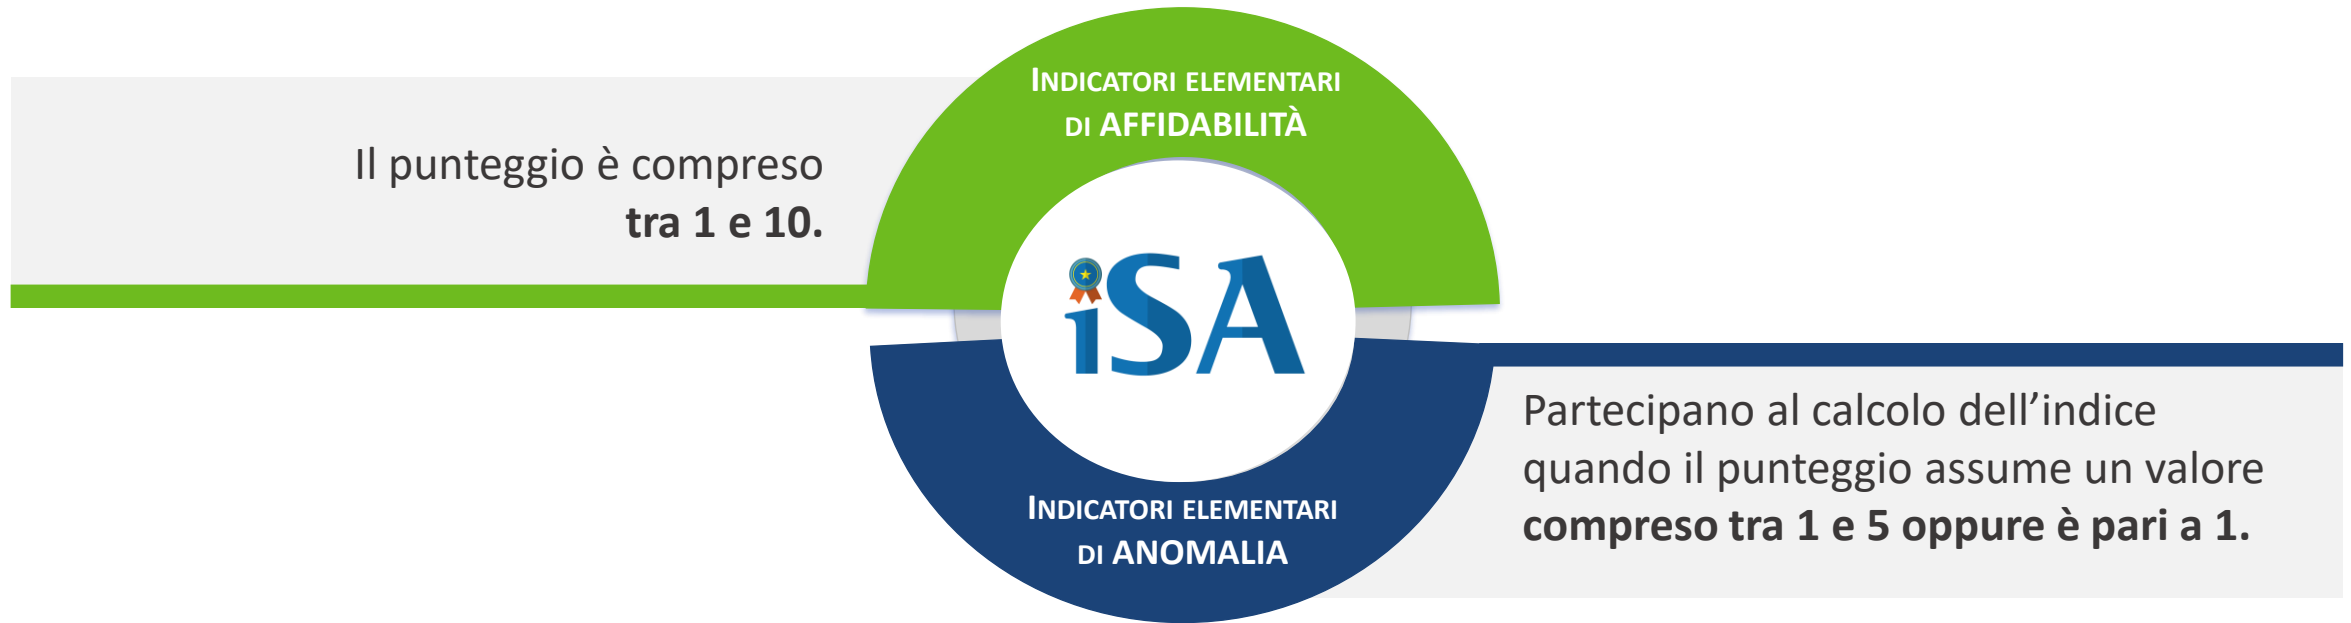 INDICATORI ELEMENTARI
DI AFFIDABILITÀ
Il punteggio è compreso
tra 1 e 10.
iSA
Partecipano al calcolo dell’indice
quando il punteggio assume un valore
compreso tra 1 e 5 oppure è pari a 1.
INDICATORI ELEMENTARI
DI ANOMALIA